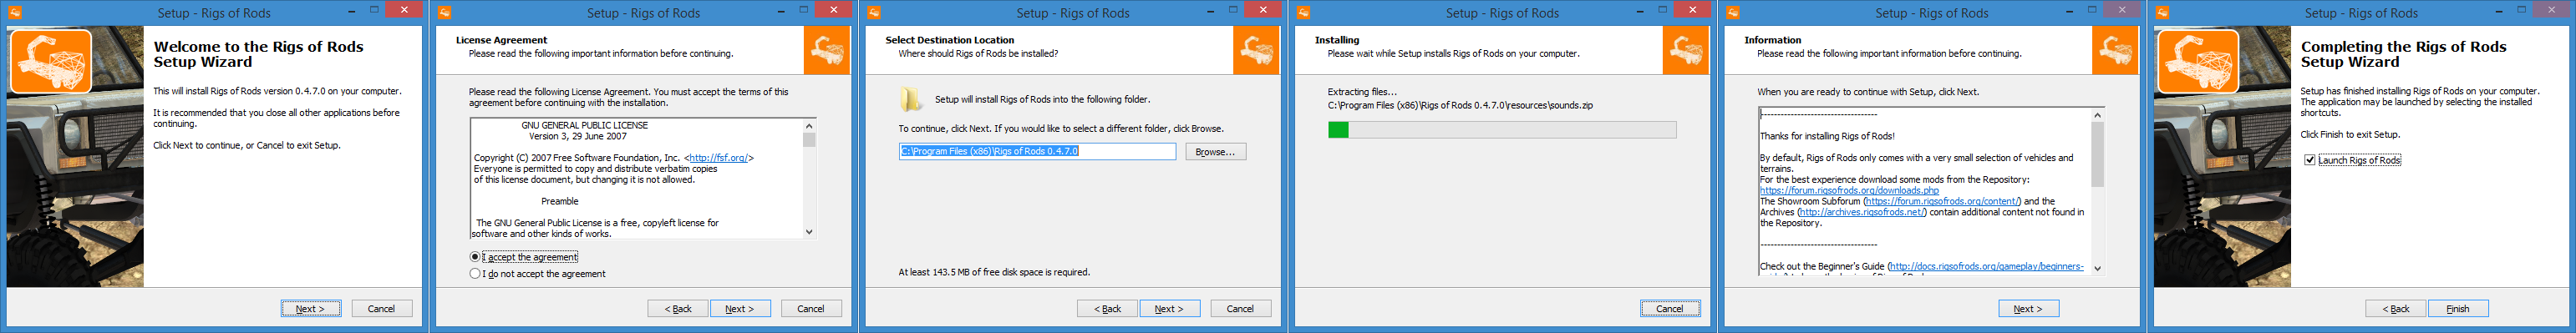 Setup - Rigs of Rods
Welcome to the Rigs of Rods
Setup Wizard
This will install Rigs of Rods version 0.4.7.0 on your computer.
It is recommended that you close all other applications before
continuing.
Click Next to continue, or Cancel to exit Setup.
Next >
Cancel
Setup - Rigs of Rods
License Agreement
Please read the following important information before continuing.
Please read the following License Agreement. You must accept the terms of this
agreement before continuing with the installation.
GNU GENERAL PUBLIC LICENSE
Version 3, 29 June 2007
Copyright (C) 2007 Free Software Foundation, Inc. <http://fsf.org/>
Everyone is permitted to copy and distribute verbatim copies
of this license document, but changing it is not allowed.
Preamble
The GNU General Public License is a free, copyleft license for
software and other kinds of works.
I accept the agreement
I do not accept the agreement
< Back
Next >
Cancel
Setup - Rigs of Rods
Select Destination Location
Where should Rigs of Rods be installed?
Setup will install Rigs of Rods into the following folder.
To continue, click Next. If you would like to select a different folder, click Browse.
C:\Program Files (x86)\Rigs of Rods 0.4.7.0
Browse...
At least 143.5 MB of free disk space is required.
< Back
Next >
Cancel
Setup - Rigs of Rods
Installing
Please wait while Setup installs Rigs of Rods on your computer.
Extracting files...
C:\Program Files (x86)\Rigs of Rods 0.4.7.0\resources\sounds.zip
Cancel
Setup - Rigs of Rods
Information
Please read the following important information before continuing.
When you are ready to continue with Setup, click Next.
-----------------------------------
Thanks for installing Rigs of Rods!
By default, Rigs of Rods only comes with a very small selection of vehicles and
terrains.
For the best experience download some mods from the Repository:
https://forum.rigsofrods.org/downloads.php
The Showroom Subforum (https://forum.rigsofrods.org/content/) and the
Archives (http://archives.rigsofrods.net/) contain additional content not found in
the Repository.
-----------------------------------
Check out the Beginner's Guide (http://docs.rigsofrods.org/gameplay/beginners-
Next >
Setup - Rigs of Rods
Completing the Rigs of Rods
Setup Wizard
Setup has finished installing Rigs of Rods on your computer.
The application may be launched by selecting the installed
shortcuts.
Click Finish to exit Setup.
Launch Rigs of Rods
< Back
Finish